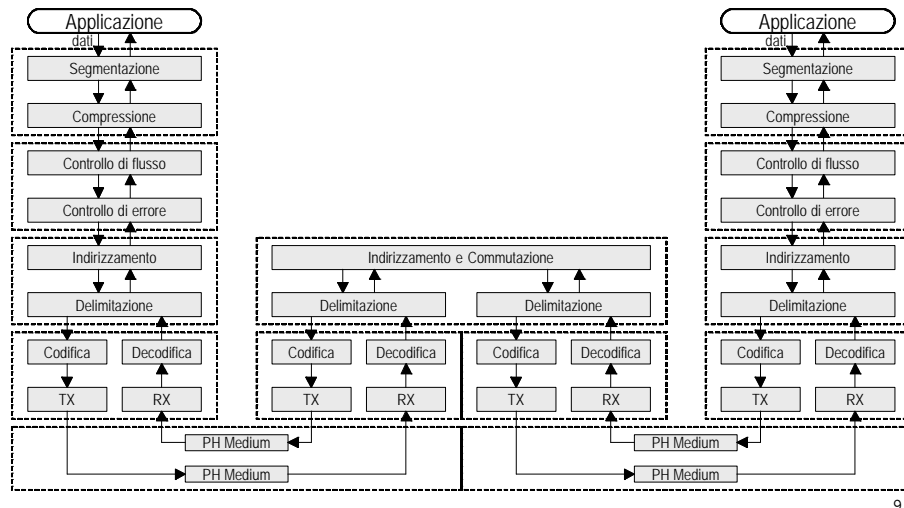 Applicazione Applicazione
dati dati
Segmentazione Segmentazione
Compressione Compressione
Controllo di flusso Controllo di flusso
Controllo di errore Controllo di errore
Indirizzamento Indirizzamento e Commutazione Indirizzamento
Delimitazione Delimitazione Delimitazione Delimitazione
Codifica Decodifica Codifica Decodifica Codifica Decodifica Codifica Decodifica
TX RX TX RX TX RX TX RX
PH Medium PH Medium
PH Medium PH Medium
9